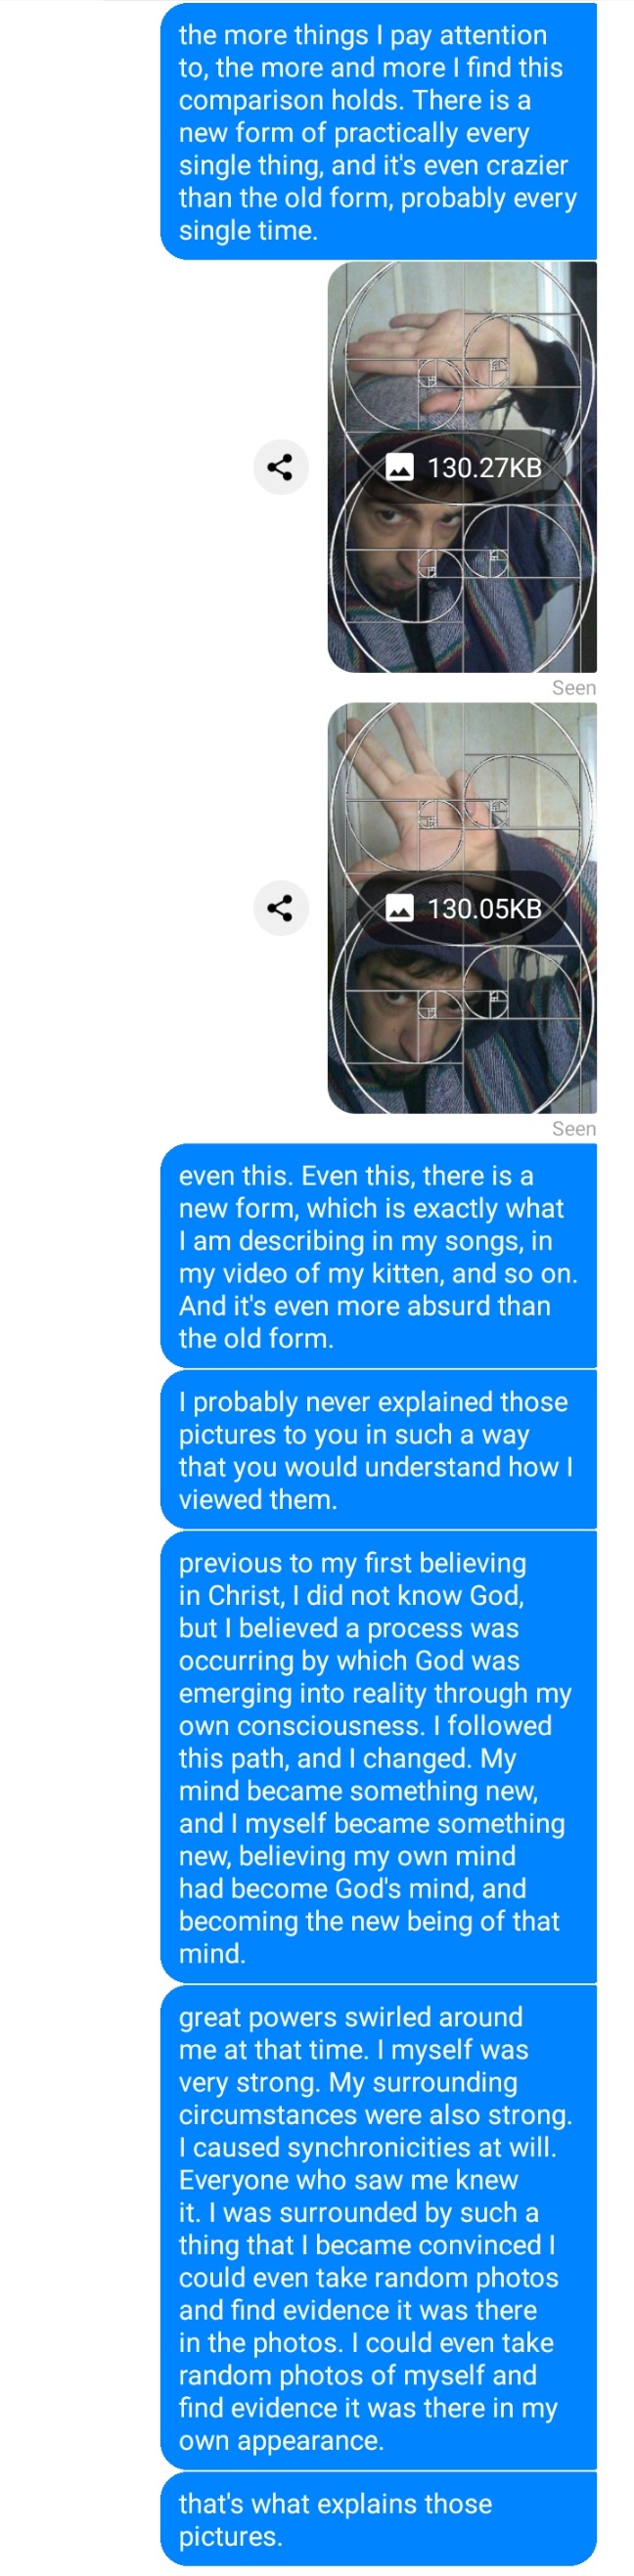 the more things I pay attention
to, the more and more I find this
comparison holds. There is a
new form of practically every
single thing, and it's even crazier
than the old form, probably every
single time.
130.27KB
Seen
130.05KB
Seen
even this. Even this, there is a
new form, which is exactly what
I am describing in my songs, in
my video of my kitten, and so on.
And it's even more absurd than
the old form.
I probably never explained those
pictures to you in such a way
that you would understand how I
viewed them.
previous to my first believing
in Christ, I did not know God,
but I believed a process was
occurring by which God was
emerging into reality through my
own consciousness. I followed
this path, and I changed. My
mind became something new,
and I myself became something
new, believing my own mind
had become God's mind, and
becoming the new being of that
mind.
great powers swirled around
me at that time. I myself was
very strong. My surrounding
circumstances were also strong.
I caused synchronicities at will.
Everyone who saw me knew
it. I was surrounded by such a
thing that I became convinced I
could even take random photos
and find evidence it was there
in the photos. I could even take
random photos of myself and
find evidence it was there in my
own appearance.
that's what explains those
pictures.